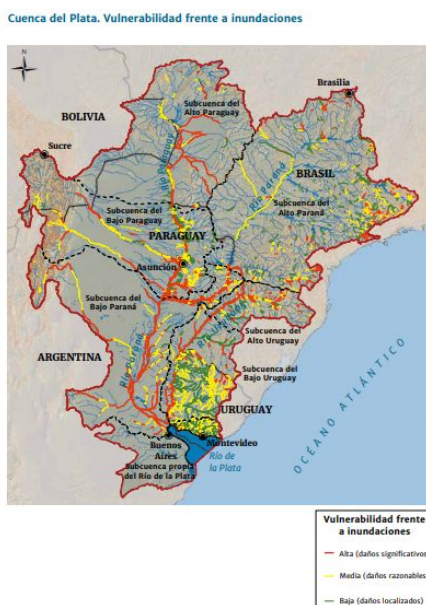 Cuenca del Plata. Vulnerabilidad frente a inundaciones
N
Brasilia
BOLIVIA
Subcuenca del
Alto Paraguay
Sucre
BRASIL
Río Paraná
Subcuenca del
Alto Paraná
Subcuenca del
Bajo Paraguay
PARAGUAY
Asunción
Subcuenca del
Bajo Paraná
Río Paraná
Subcuenca del
Alto Uruguay
ARGENTINA
Subcuenca del
Bajo Uruguay
URUGUAY
OCÉANO ATLÁNTICO
Buenos
Aires
Montevideo
Río de
la Plata
Subcuenca propia
del Río de la Plata
Vulnerabilidad frente
a inundaciones
Alta (daños significativos
Media (daños razonables
Baja (daños localizados)